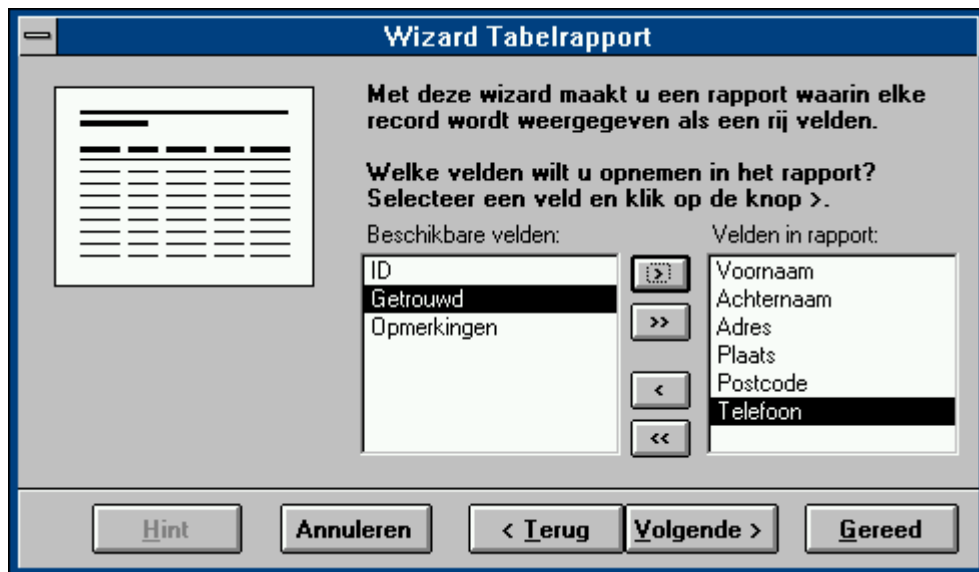 Wizard Tabelrapport
Met deze wizard maakt u een rapport waarin elke
record wordt weergegeven als een rij velden.
Welke velden wilt u opnemen in het rapport?
Selecteer een veld en klik op de knop >.
Beschikbare velden:
ID
Getrouwd
Opmerkingen
>
>>
<
<<
Velden in rapport:
Voornaam
Achternaam
Adres
Plaats
Postcode
Telefoon
Hint
Annuleren
< Terug
Volgende >
Gereed